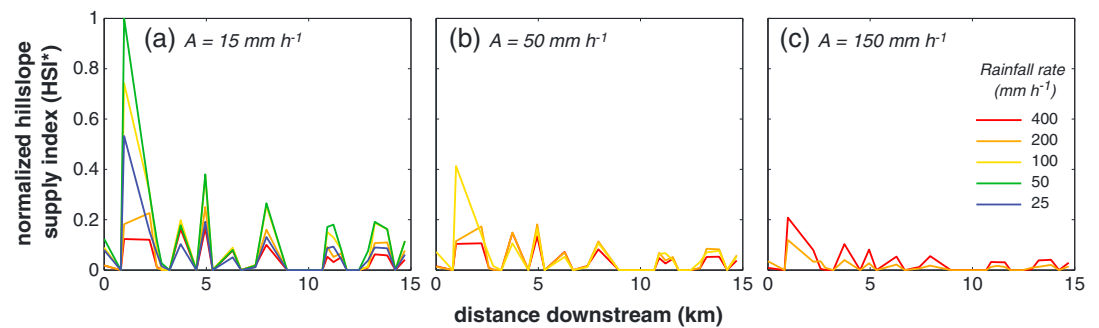 normalized hillslope
supply index (HSI*)
1
0.8
0.6
0.4
0.2
0
(a) A = 15 mm h-1
(b) A = 50 mm h-1
(c) A = 150 mm h-1
Rainfall rate
(mm h-1)
400
200
100
50
25
0 5 10 15
0 5 10 15
0 5 10 15
distance downstream (km)